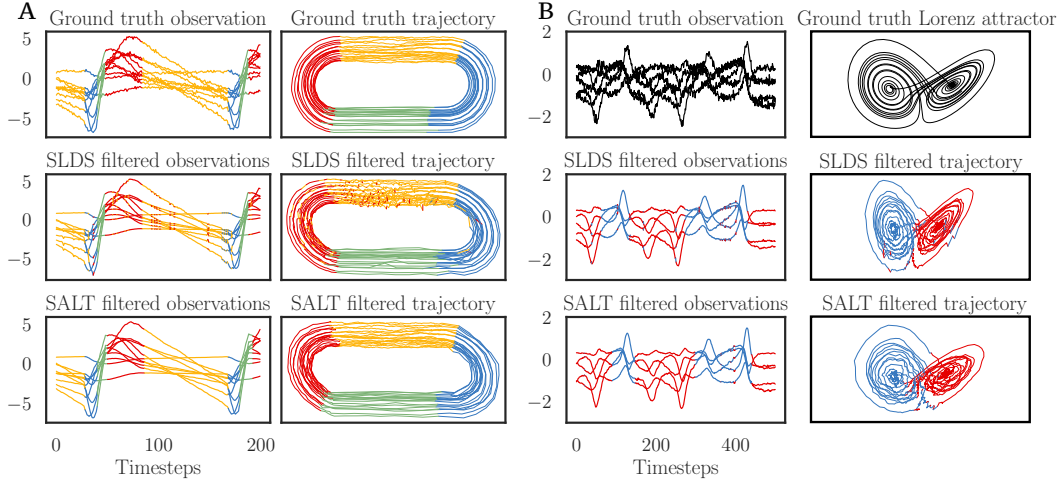 A
Ground truth observation
Ground truth trajectory
5
0
−5
SLDS filtered observations
SLDS filtered trajectory
5
0
−5
SALT filtered observations
SALT filtered trajectory
5
0
−5
0 100 200
Timesteps
B
Ground truth observation
Ground truth Lorenz attractor
2
0
−2
SLDS filtered observations
SLDS filtered trajectory
2
0
−2
SALT filtered observations
SALT filtered trajectory
2
0
−2
0 200 400
Timesteps